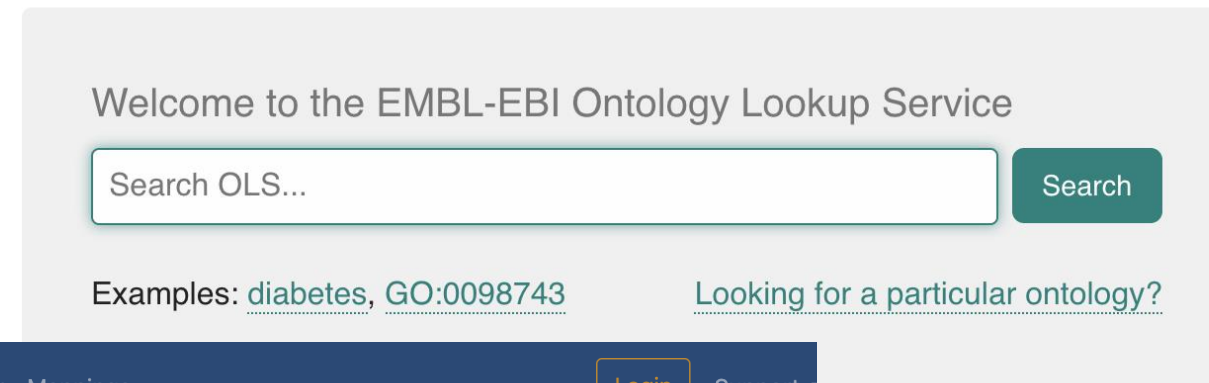 Welcome to the EMBL-EBI Ontology Lookup Service
Search OLS...
Search
Examples: diabetes, GO:0098743
Looking for a particular ontology?
Login